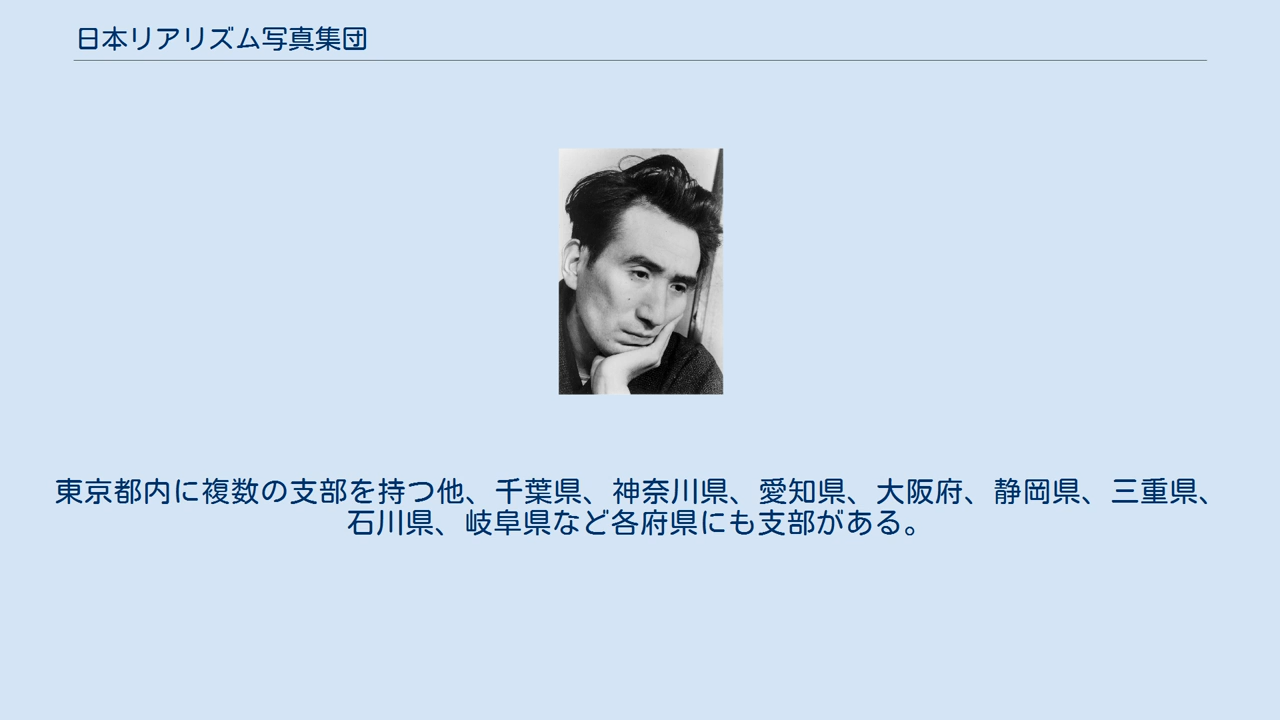 日本リアリズム写真集団
東京都内に複数の支部を持つ他、千葉県、神奈川県、愛知県、大阪府、静岡県、三重県、
石川県、岐阜県など各府県にも支部がある。